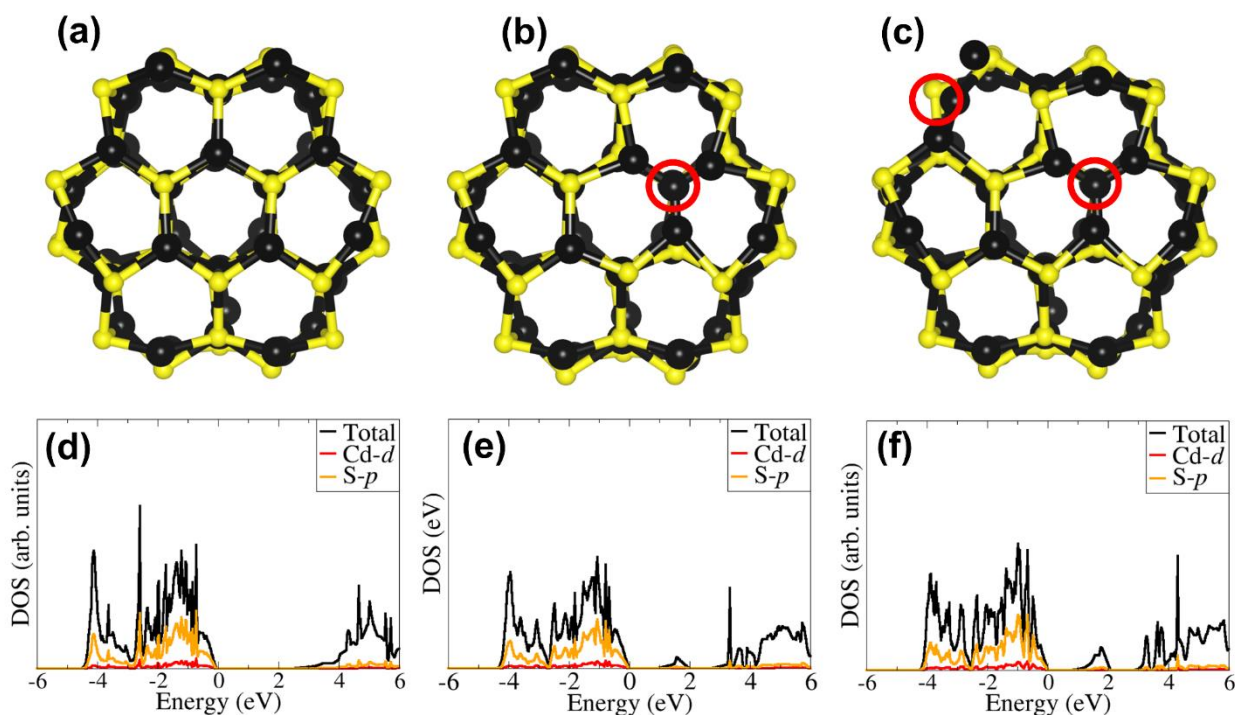 (a) (b) (c)
(d) (e) (f)
Total
Cd-d
S-p
Total
Cd-d
S-p
Total
Cd-d
S-p
DOS (arb. units)
DOS (eV)
DOS (arb. units)
-6 -4 -2 0 2 4 6
-6 -4 -2 0 2 4 6
-6 -4 -2 0 2 4 6
Energy (eV)
Energy (eV)
Energy (eV)